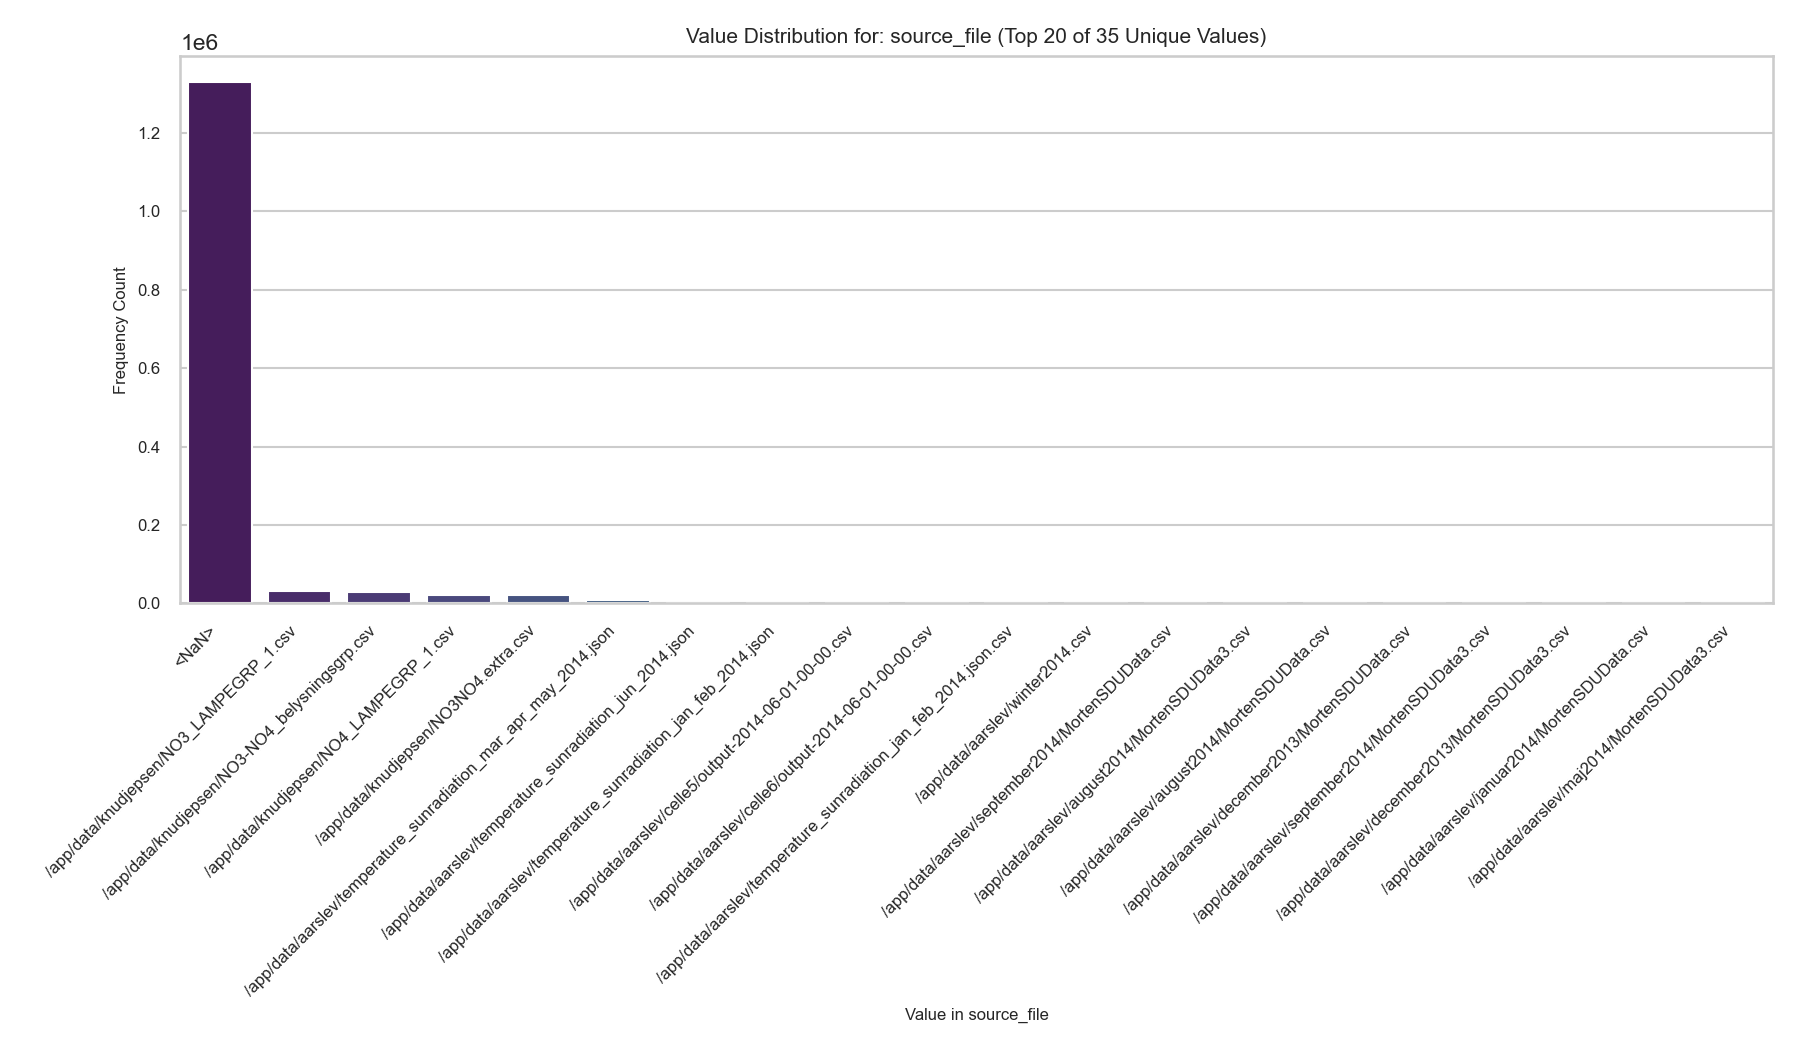 Value Distribution for: source_file (Top 20 of 35 Unique Values)
1e6
1.2
1.0
0.8
0.6
0.4
0.2
0.0
Frequency Count
<NaN>
/app/data/knudjepsen/NO3_LAMPEGRP_1.csv
/app/data/knudjepsen/NO3-NO4_belysningsgrp.csv
/app/data/knudjepsen/NO4_LAMPEGRP_1.csv
/app/data/knudjepsen/NO3NO4.extra.csv
/app/data/aarslev/temperature_sunradiation_mar_apr_may_2014.json
/app/data/aarslev/temperature_sunradiation_jun_2014.json
/app/data/aarslev/temperature_sunradiation_jan_feb_2014.json
/app/data/aarslev/celle5/output-2014-06-01-00-00.csv
/app/data/aarslev/celle6/output-2014-06-01-00-00.csv
/app/data/aarslev/temperature_sunradiation_jan_feb_2014.json.csv
/app/data/aarslev/winter2014.csv
/app/data/aarslev/september2014/MortenSDUData.csv
/app/data/aarslev/august2014/MortenSDUData3.csv
/app/data/aarslev/august2014/MortenSDUData.csv
/app/data/aarslev/december2013/MortenSDUData.csv
/app/data/aarslev/september2014/MortenSDUData3.csv
/app/data/aarslev/december2013/MortenSDUData3.csv
/app/data/aarslev/januar2014/MortenSDUData.csv
/app/data/aarslev/maj2014/MortenSDUData3.csv
Value in source_file